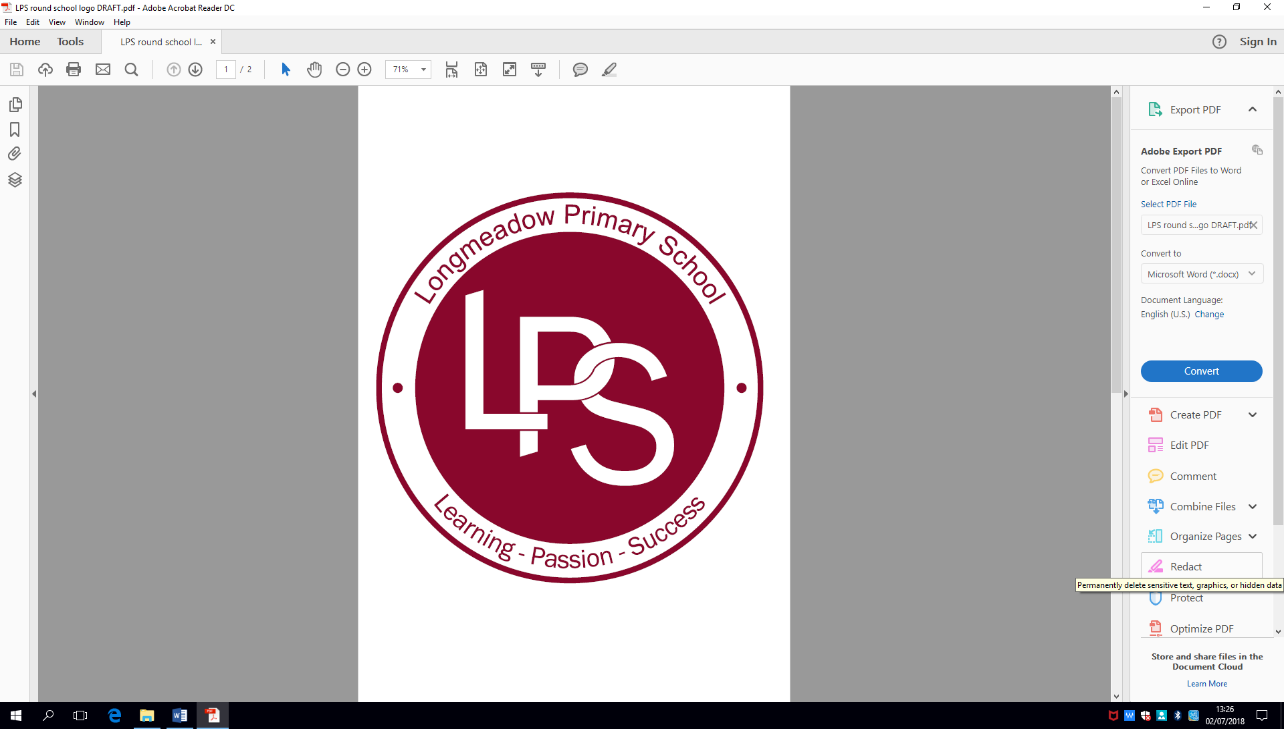 LPS round school logo DRAFT.pdf - Adobe Acrobat Reader DC
File Edit View Window Help
Home Tools LPS round school l... × Sign In
1 / 2 71%
Export PDF
Adobe Export PDF
Convert PDF Files to Word
or Excel Online
Select PDF File
LPS round s...go DRAFT.pdf
Convert to
Microsoft Word (*.docx)
Document Language:
English (U.S.) Change
Convert
Create PDF
Edit PDF
Comment
Combine Files
Organize Pages
Redact
Permanently delete sensitive text, graphics, or hidden data
Protect
Optimize PDF
Store and share files in the
Document Cloud
Learn More
Longmeadow Primary School
LPS
Learning - Passion - Success
13:26
02/07/2018